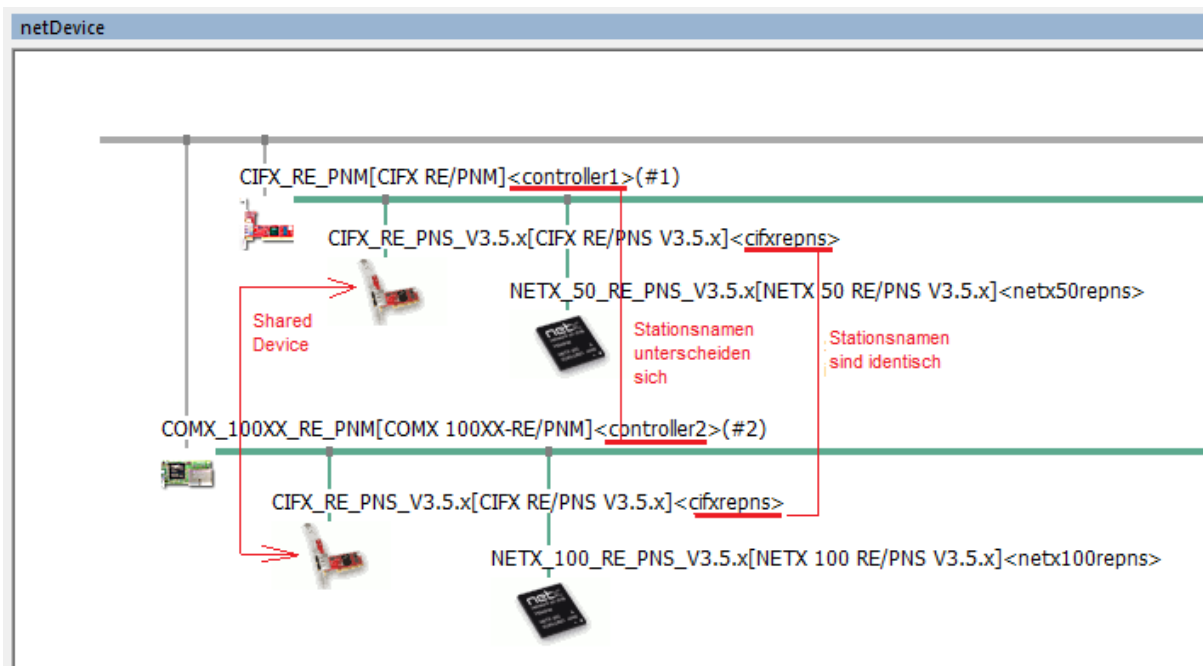 netDevice
CIFX_RE_PNM[CIFX RE/PNM]<controller1>(#1)
CIFX_RE_PNS_V3.5.x[CIFX RE/PNS V3.5.x]<cifxrepns>
NETX_50_RE_PNS_V3.5.x[NETX 50 RE/PNS V3.5.x]<netx50repns>
Shared
Device
Stationsnamen
unterscheiden
sich
Stationsnamen
sind identisch
netx
COMX_100XX_RE_PNM[COMX 100XX-RE/PNM]<controller2>(#2)
CIFX_RE_PNS_V3.5.x[CIFX RE/PNS V3.5.x]<cifxrepns>
NETX_100_RE_PNS_V3.5.x[NETX 100 RE/PNS V3.5.x]<netx100repns>
netx